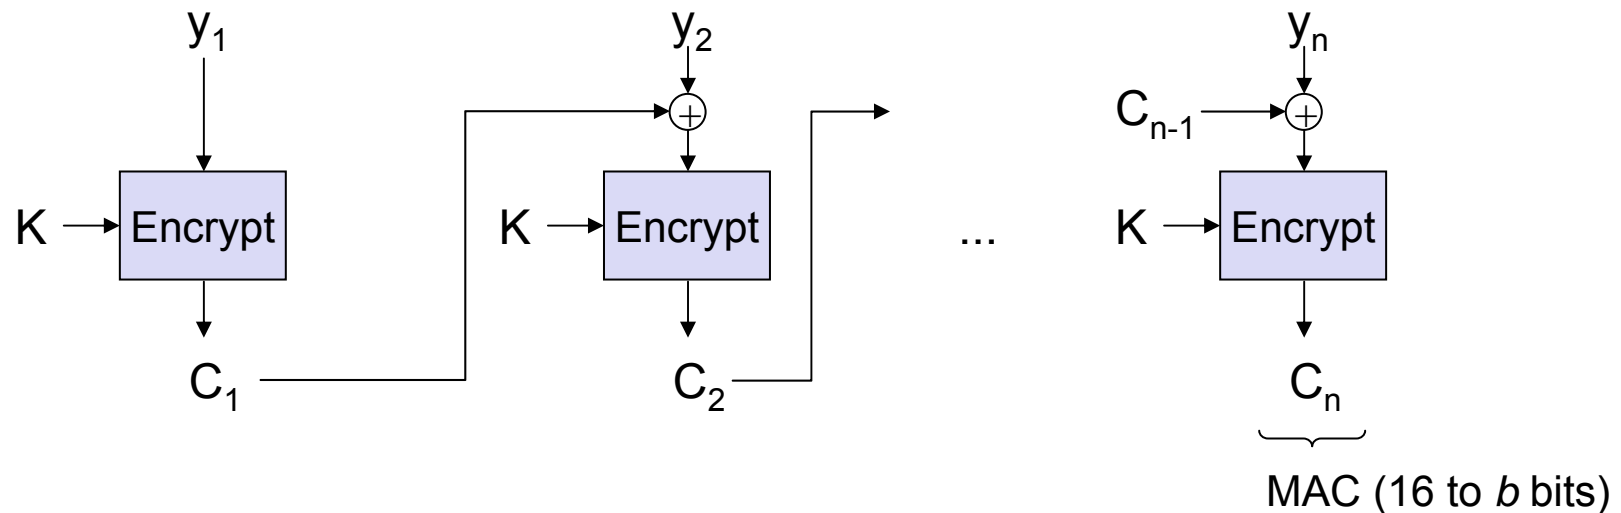 y₁
y₂
yₙ
Cₙ₋₁
K
Encrypt
K
Encrypt
...
K
Encrypt
C₁
C₂
Cₙ
MAC (16 to b bits)